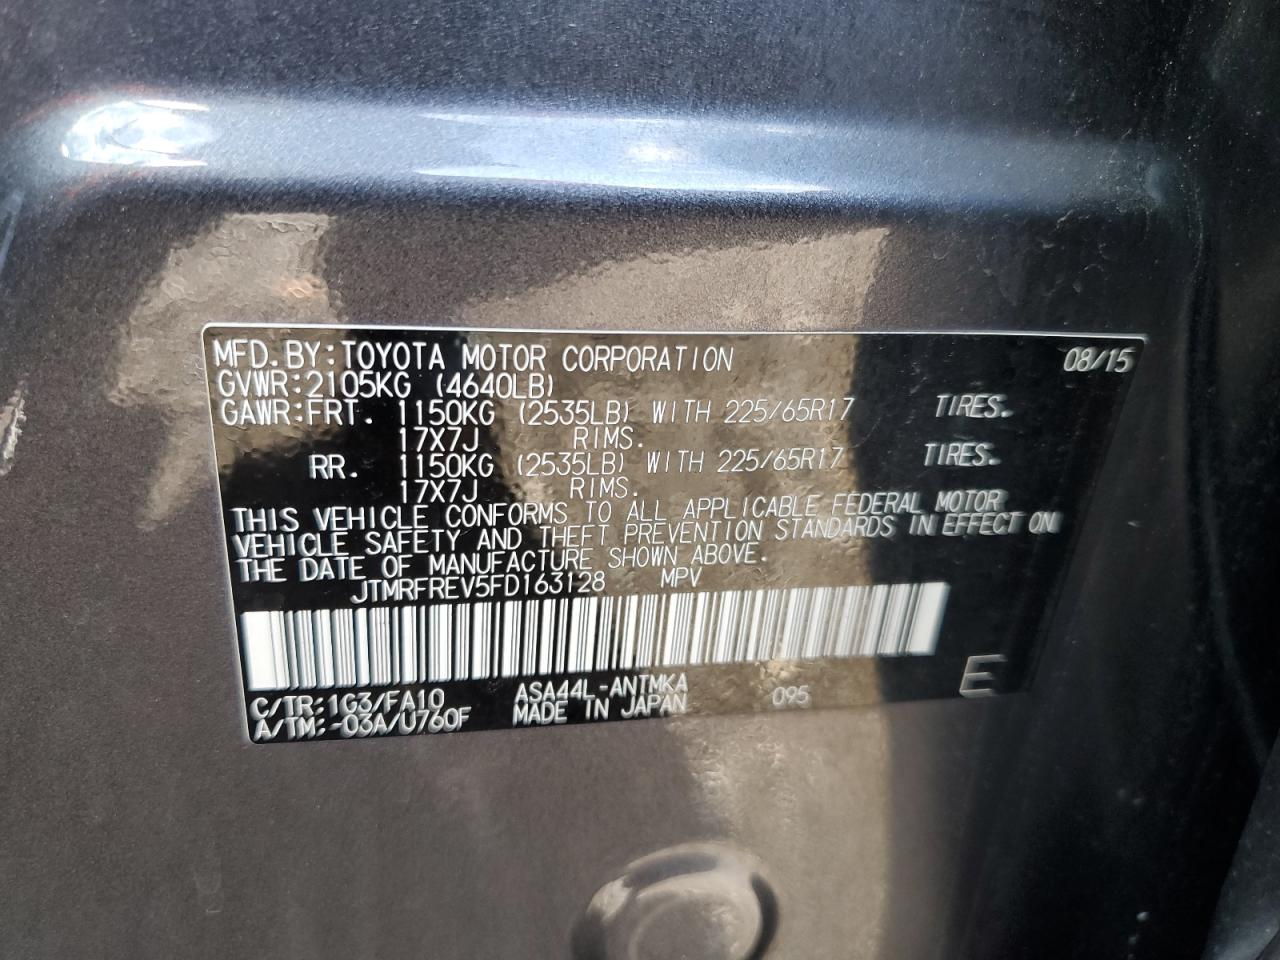 MFD.BY:TOYOTA MOTOR CORPORATION 08/15
GVWR:2105KG (4640LB)
GAWR:FRT. 1150KG (2535LB) WITH 225/65R17 TIRES.
17X7J RIMS.
RR. 1150KG (2535LB) WITH 225/65R17 TIRES.
17X7J RIMS.
THIS VEHICLE CONFORMS TO ALL APPLICABLE FEDERAL MOTOR
VEHICLE SAFETY AND THEFT PREVENTION STANDARDS IN EFFECT ON
THE DATE OF MANUFACTURE SHOWN ABOVE.
JTMRFREV5FD163128 MPV
C/TR:1G3/FA10 ASA44L-ANTMKA 095 E
A/TM:-03A/U760F MADE IN JAPAN